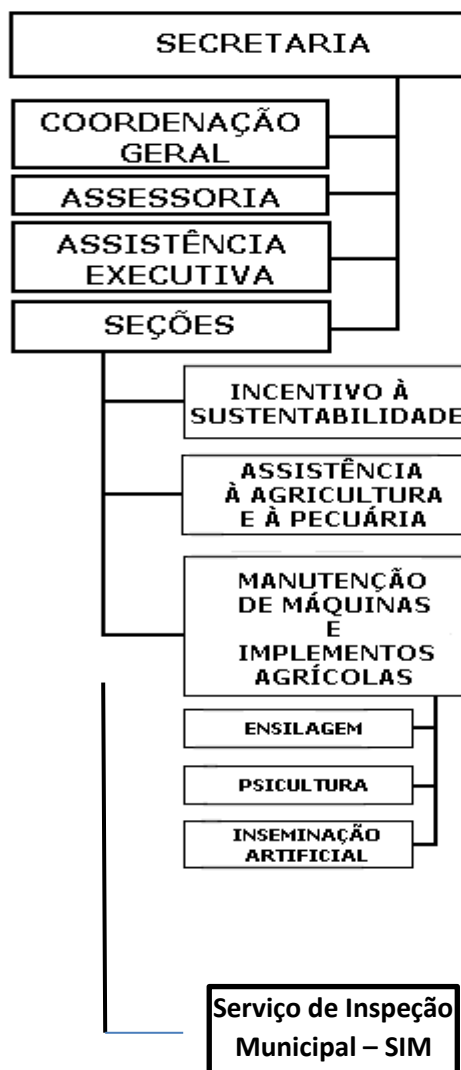 SECRETARIA
COORDENAÇÃO
GERAL
ASSESSORIA
ASSISTÊNCIA
EXECUTIVA
SEÇÕES
INCENTIVO À
SUSTENTABILIDADE
ASSISTÊNCIA
À AGRICULTURA
E À PECUÁRIA
MANUTENÇÃO
DE MÁQUINAS
E
IMPLEMENTOS
AGRÍCOLAS
ENSILAGEM
PSICULTURA
INSEMINAÇÃO
ARTIFICIAL
Serviço de Inspeção
Municipal – SIM